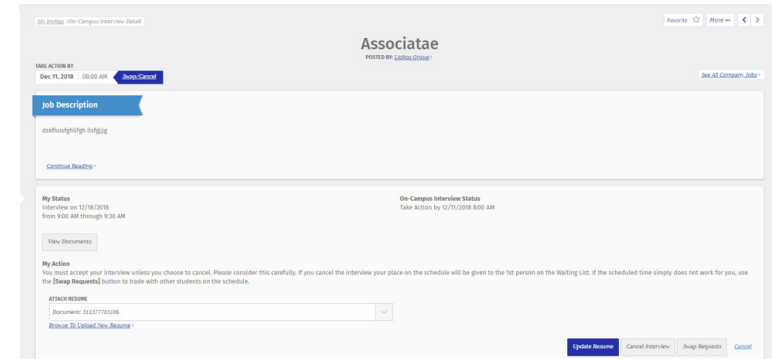 My Invites >On-Campus Interview Detail
Favorite More
Associatae
POSTED BY: Liolios Group >
TAKE ACTION BY
Dec 11, 2018 08:00 AM Swap/Cancel
See All Company Jobs >
Job Description
Continue Reading >
My Status
Interview on 12/18/2018
from 9:00 AM through 9:30 AM
On-Campus Interview Status
Take Action by 12/11/2018 8:00 AM
View Documents
My Action
You must accept your interview unless you choose to cancel. Please consider this carefully. If you cancel the interview your place on the schedule will be given to the 1st person on the Waiting List. If the scheduled time simply does not work for you, use
the [Swap Requests] button to trade with other students on the schedule.
ATTACH RESUME
Document: 311377703186
Browse To Upload New Resume >
Update Resume Cancel Interview Swap Requests Cancel